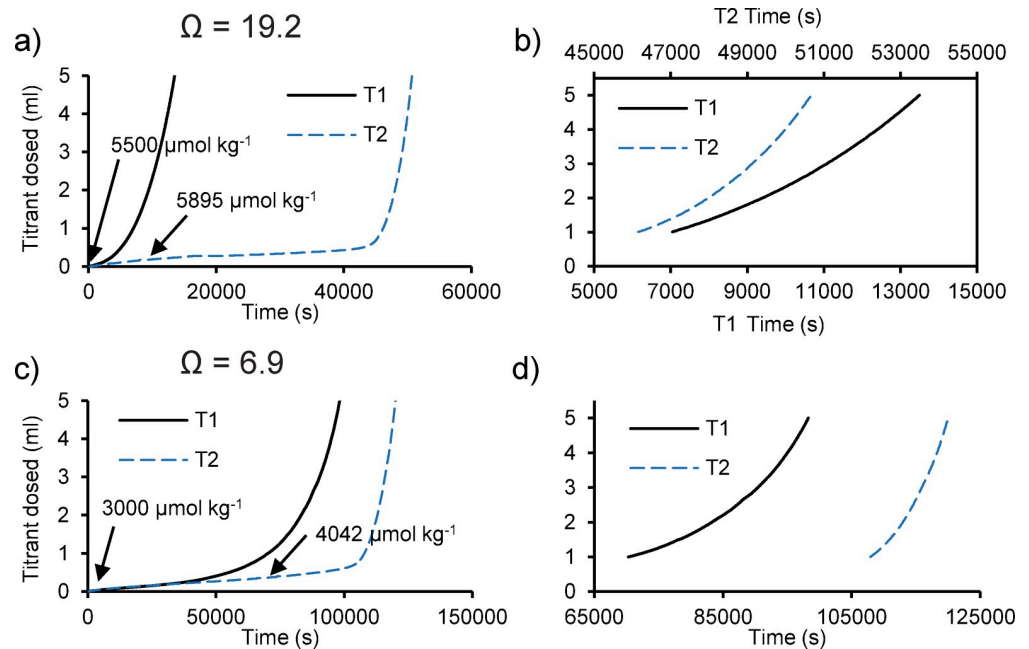 a)
Ω = 19.2
Titrant dosed (ml)
5
4
3
2
1
0
T1
T2
5500 µmol kg⁻¹
5895 µmol kg⁻¹
0 20000 40000 60000
Time (s)
b)
T2 Time (s)
45000 47000 49000 51000 53000 55000
5
4
3
2
1
0
T1
T2
5000 7000 9000 11000 13000 15000
T1 Time (s)
c)
Ω = 6.9
Titrant dosed (ml)
5
4
3
2
1
0
T1
T2
3000 µmol kg⁻¹
4042 µmol kg⁻¹
0 50000 100000 150000
Time (s)
d)
5
4
3
2
1
0
T1
T2
65000 85000 105000 125000
Time (s)